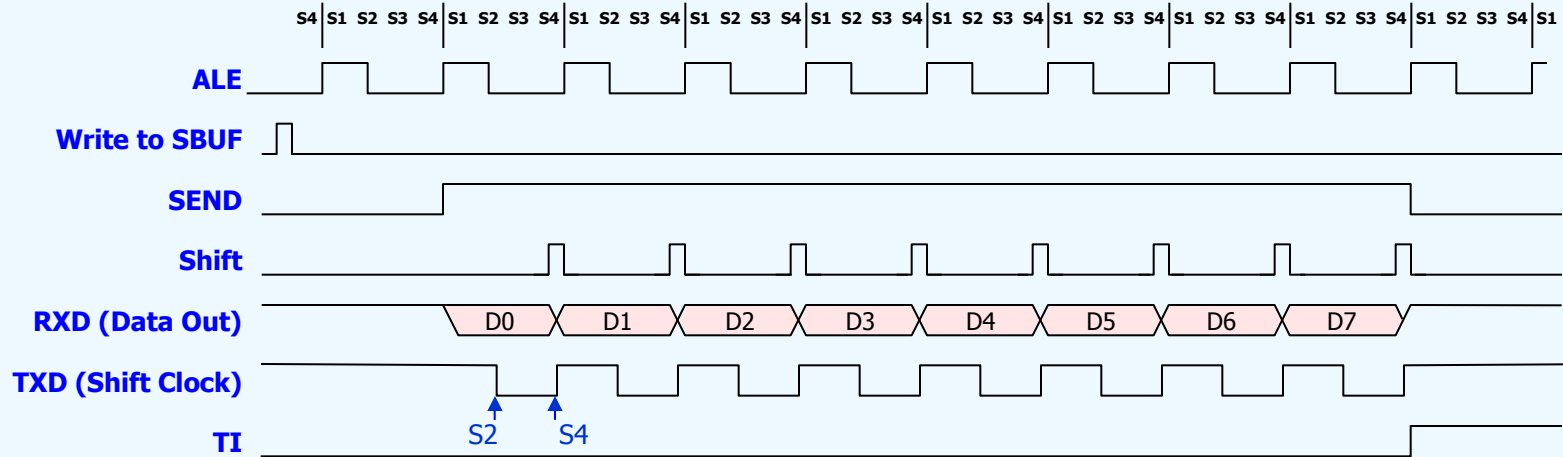 S4 S1 S2 S3 S4 S1 S2 S3 S4 S1 S2 S3 S4 S1 S2 S3 S4 S1 S2 S3 S4 S1 S2 S3 S4 S1 S2 S3 S4 S1 S2 S3 S4 S1 S2 S3 S4 S1 S2 S3 S4 S1
ALE
Write to SBUF
SEND
Shift
RXD (Data Out) D0 D1 D2 D3 D4 D5 D6 D7
TXD (Shift Clock)
S2 S4
TI